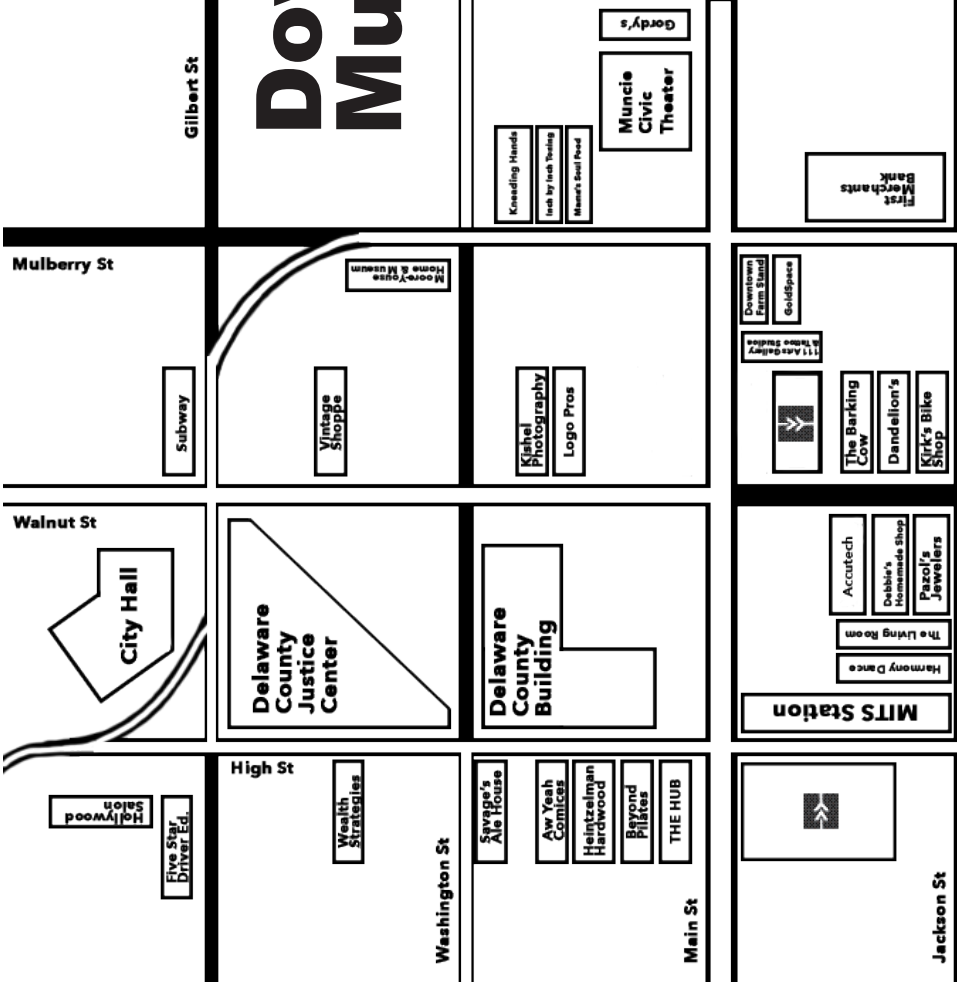 Dov
Mu
Gilbert St
Gordy's
Muncie
Civic
Theater
Kneading Hands
Inch by Inch Toning
Mama's Soul Food
First
Merchants
Bank
Mulberry St
Moore-Youse
Home & Museum
Downtown
Farm Stand
GoldSpace
111 Arts Gallery
& Tattoo Studios
Subway
Vintage
Shoppe
Kishel
Photography
Logo Pros
The Barking
Cow
Dandelion's
Kirk's Bike
Shop
Walnut St
City Hall
Delaware
County
Justice
Center
Delaware
County
Building
Accutech
Debbie's
Homemade Shop
Pazol's
Jewelers
The Living Room
Harmony Dance
MITS Station
High St
Hollywood
Salon
Five Star
Driver Ed.
Wealth
Strategies
Savage's
Ale House
Aw Yeah
Comices
Heintzelman
Hardwood
Beyond
Pilates
THE HUB
Washington St
Main St
Jackson St